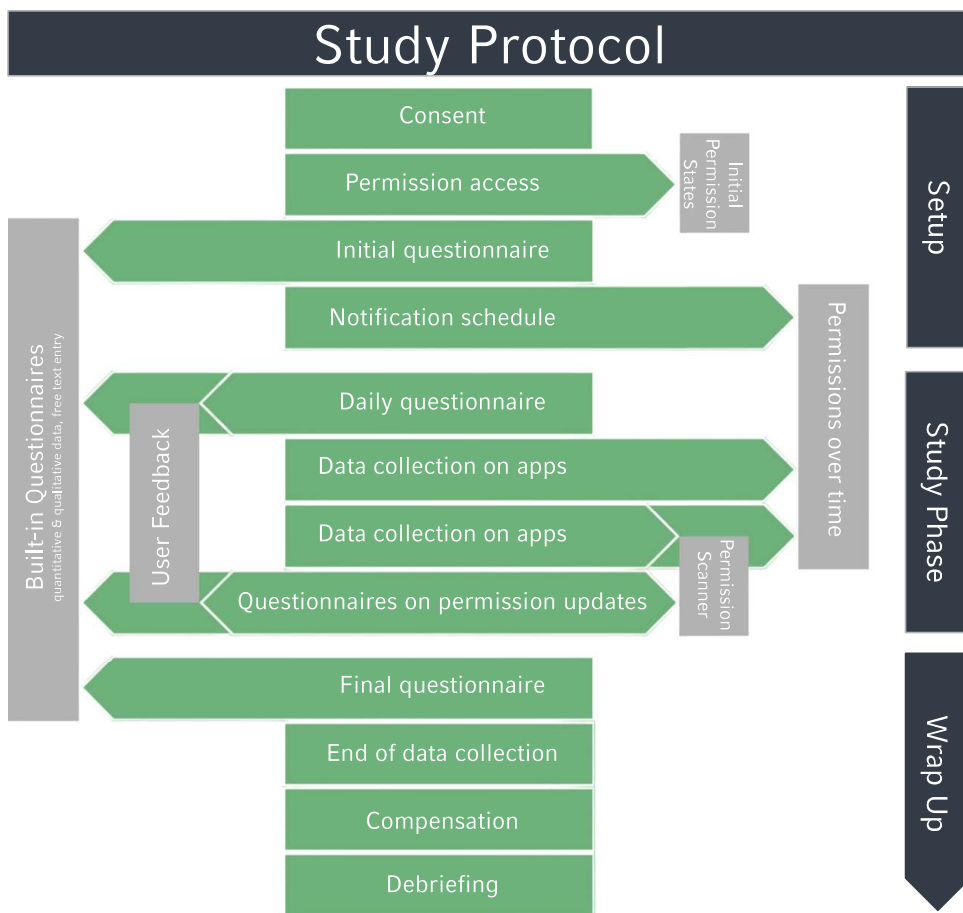 Study Protocol
Consent
Permission access
Initial
Permission
States
Setup
Initial questionnaire
Notification schedule
Built-in Questionnaires
quantitative & qualitative data, free text entry
Permissions over time
Daily questionnaire
User Feedback
Data collection on apps
Data collection on apps
Permission
Scanner
Study Phase
Questionnaires on permission updates
Final questionnaire
End of data collection
Wrap Up
Compensation
Debriefing